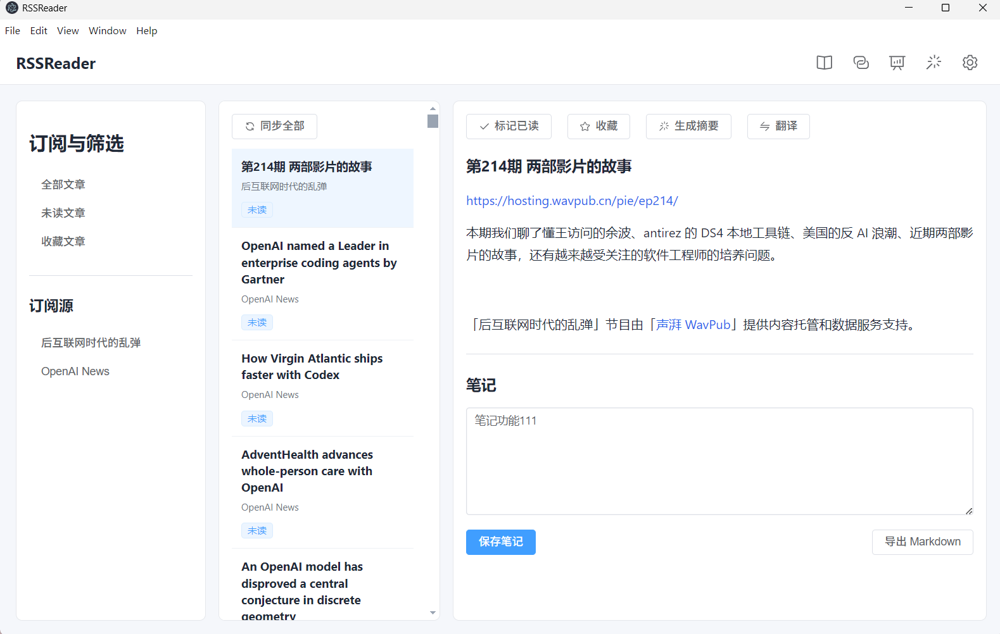 RSSReader
File Edit View Window Help
RSSReader
订阅与筛选
全部文章
未读文章
收藏文章
订阅源
后互联网时代的乱弹
OpenAI News
同步全部
第214期 两部影片的故事
后互联网时代的乱弹
未读
OpenAI named a Leader in
enterprise coding agents by
Gartner
OpenAI News
未读
How Virgin Atlantic ships
faster with Codex
OpenAI News
未读
AdventHealth advances
whole-person care with
OpenAI
OpenAI News
未读
An OpenAI model has
disproved a central
conjecture in discrete
geometry
标记已读 收藏 生成摘要 翻译
第214期 两部影片的故事
https://hosting.wavpub.cn/pie/ep214/
本期我们聊了懂王访问的余波、antirez 的 DS4 本地工具链、美国的反 AI 浪潮、近期两部影
片的故事，还有越来越受关注的软件工程师的培养问题。
「后互联网时代的乱弹」节目由「声湃 WavPub」提供内容托管和数据服务支持。
笔记
笔记功能111
保存笔记 导出 Markdown